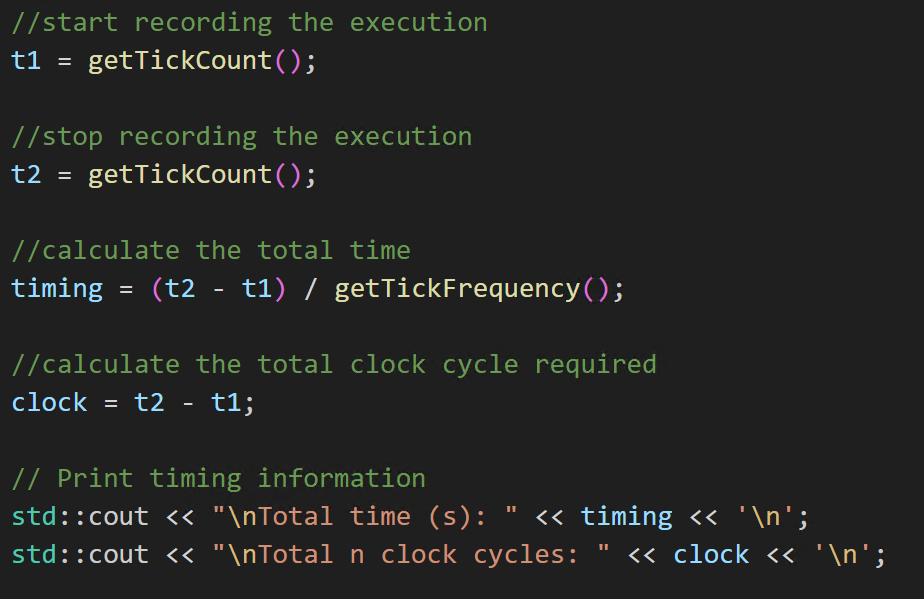 //start recording the execution
t1 = getTickCount();
//stop recording the execution
t2 = getTickCount();
//calculate the total time
timing = (t2 - t1) / getTickFrequency();
//calculate the total clock cycle required
clock = t2 - t1;
// Print timing information
std::cout << "\nTotal time (s): " << timing << '\n';
std::cout << "\nTotal n clock cycles: " << clock << '\n';